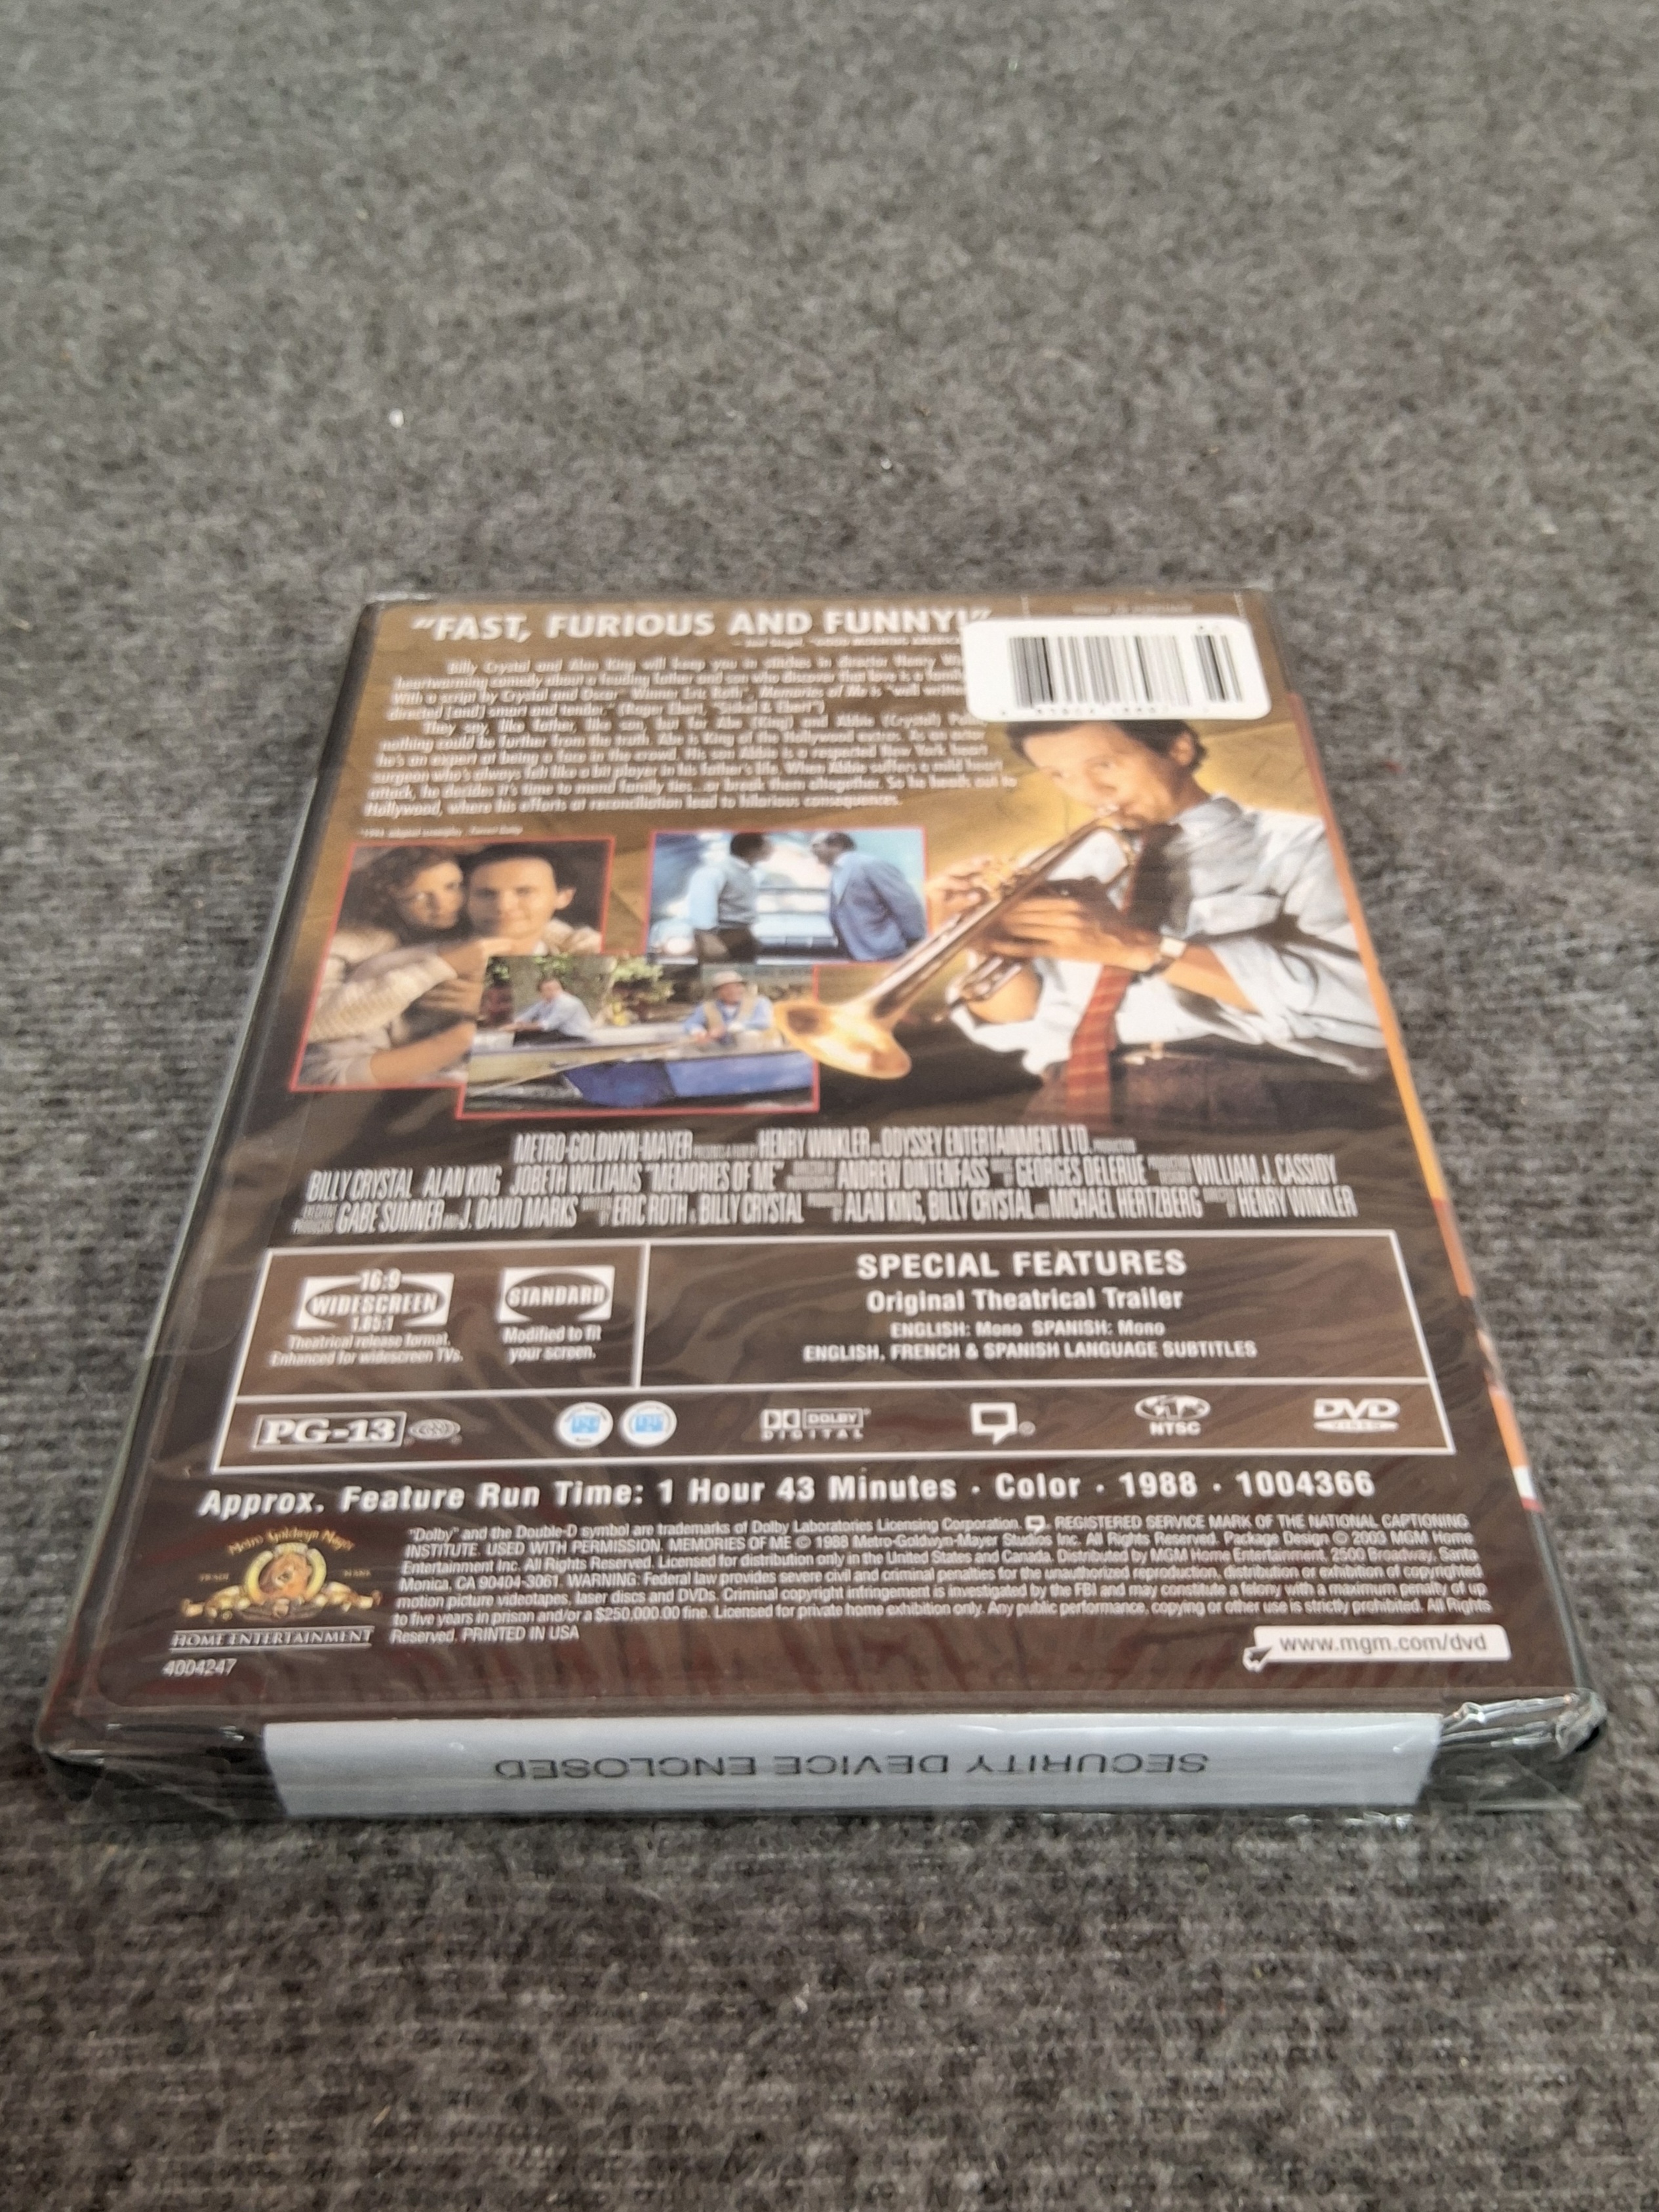 "FAST, FURIOUS AND FUNNY!"
Billy Crystal and Alan King will keep you in stitches in director Henry
heartwarming comedy about a feuding father and son who discover that love is a
With a script by Crystal and Oscar Winner Eric Roth*, Memories of Me is "well written,
directed [and] smart and tender." (Roger Ebert, "Siskel & Ebert")
They say, like father, like son, but for Abe (King) and Abbie (Crystal)
nothing could be further from the truth. Abe is King of the Hollywood extras. As an actor
he's an expert at being a face in the crowd. His son Abbie is a respected New York heart
surgeon who's always felt like a bit player in his father's life. When Abbie suffers a mild heart
attack, he decides it's time to mend family ties...or break them altogether. So he heads out to
Hollywood, where his efforts at reconciliation lead to hilarious consequences.
METRO-GOLDWYN-MAYER HENRY WINKLER ODYSSEY ENTERTAINMENT LTD.
BILLY CRYSTAL ALAN KING JOBETH WILLIAMS "MEMORIES OF ME" ANDREW DINTENFASS GEORGES DELERUE WILLIAM J. CASSIDY
EXECUTIVE PRODUCERS GABE SUMNER AND J. DAVID MARKS ERIC ROTH & BILLY CRYSTAL ALAN KING, BILLY CRYSTAL AND MICHAEL HERTZBERG HENRY WINKLER
16:9
WIDESCREEN
1.85:1
Theatrical release format.
Enhanced for widescreen TVs.
STANDARD
Modified to fit
your screen.
SPECIAL FEATURES
Original Theatrical Trailer
ENGLISH: Mono SPANISH: Mono
ENGLISH, FRENCH & SPANISH LANGUAGE SUBTITLES
PG-13
DOLBY DIGITAL
NTSC
DVD VIDEO
Approx. Feature Run Time: 1 Hour 43 Minutes · Color · 1988 · 1004366
Metro Goldwyn Mayer
TRADE MARK
HOME ENTERTAINMENT
4004247
"Dolby" and the Double-D symbol are trademarks of Dolby Laboratories Licensing Corporation. REGISTERED SERVICE MARK OF THE NATIONAL CAPTIONING
INSTITUTE. USED WITH PERMISSION. MEMORIES OF ME © 1988 Metro-Goldwyn-Mayer Studios Inc. All Rights Reserved. Package Design © 2003 MGM Home
Entertainment Inc. All Rights Reserved. Licensed for distribution only in the United States and Canada. Distributed by MGM Home Entertainment, 2500 Broadway, Santa
Monica, CA 90404-3061. WARNING: Federal law provides severe civil and criminal penalties for the unauthorized reproduction, distribution or exhibition of copyrighted
motion picture videotapes, laser discs and DVDs. Criminal copyright infringement is investigated by the FBI and may constitute a felony with a maximum penalty of up
to five years in prison and/or a $250,000.00 fine. Licensed for private home exhibition only. Any public performance, copying or other use is strictly prohibited. All Rights
Reserved. PRINTED IN USA
www.mgm.com/dvd
SECURITY DEVICE ENCLOSED